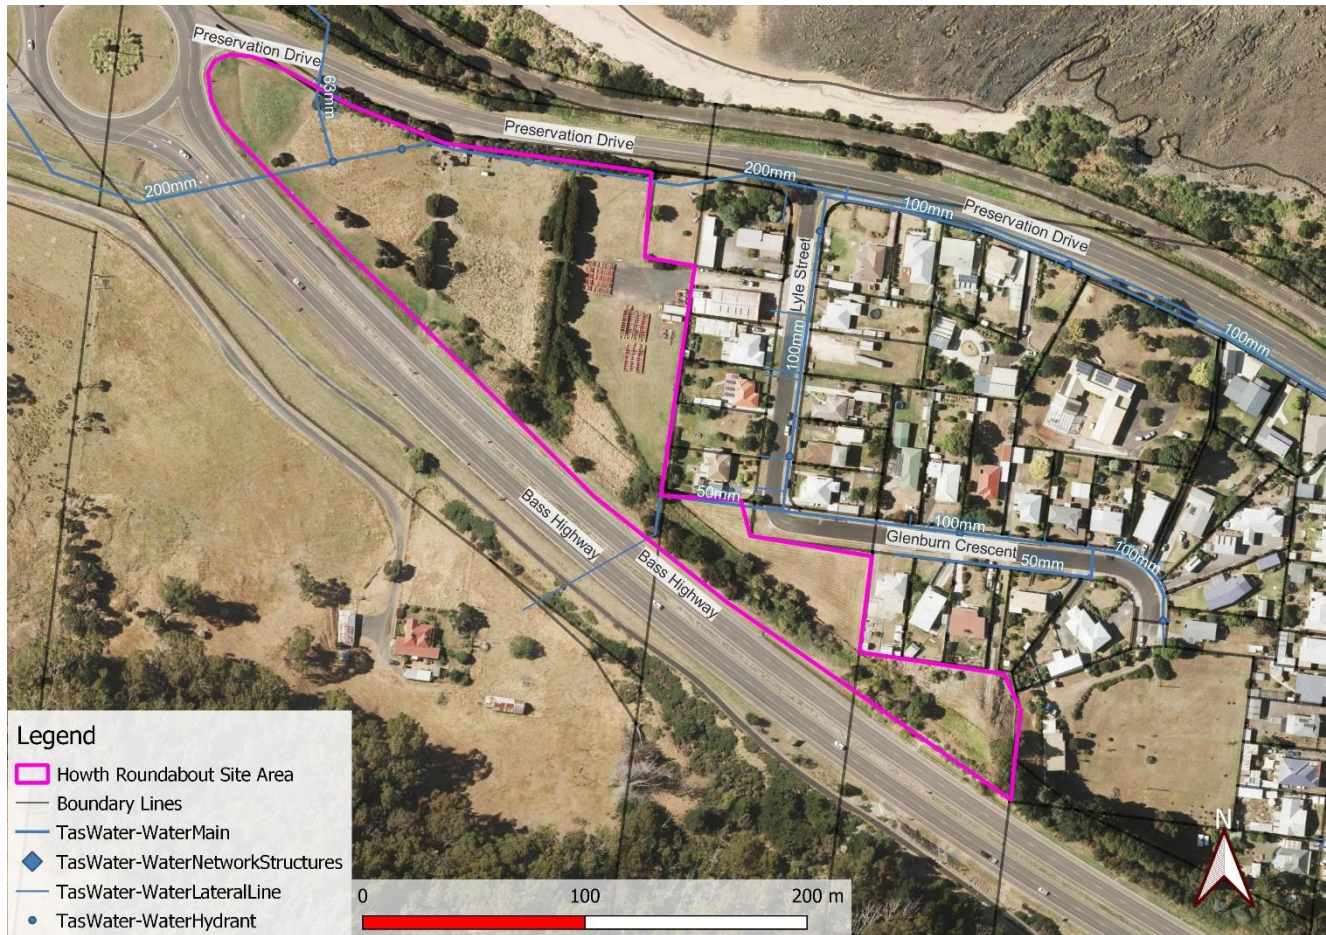 Preservation Drive
63mm
Preservation Drive
200mm
200mm
100mm
Preservation Drive
Lyle Street
100mm
100mm
50mm
100mm
Glenburn Crescent
100mm
50mm
Bass Highway
Bass Highway
Legend
Howth Roundabout Site Area
Boundary Lines
TasWater-WaterMain
TasWater-WaterNetworkStructures
TasWater-WaterLateralLine
TasWater-WaterHydrant
0
100
200 m
N